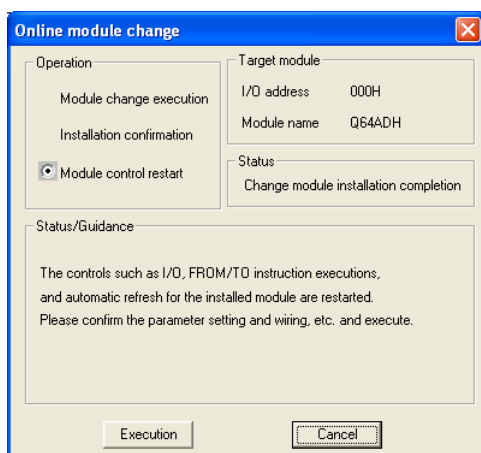 Online module change
Operation
Module change execution
Installation confirmation
Module control restart
Target module
I/O address 000H
Module name Q64ADH
Status
Change module installation completion
Status/Guidance
The controls such as I/O, FROM/TO instruction executions,
and automatic refresh for the installed module are restarted.
Please confirm the parameter setting and wiring, etc. and execute.
Execution
Cancel